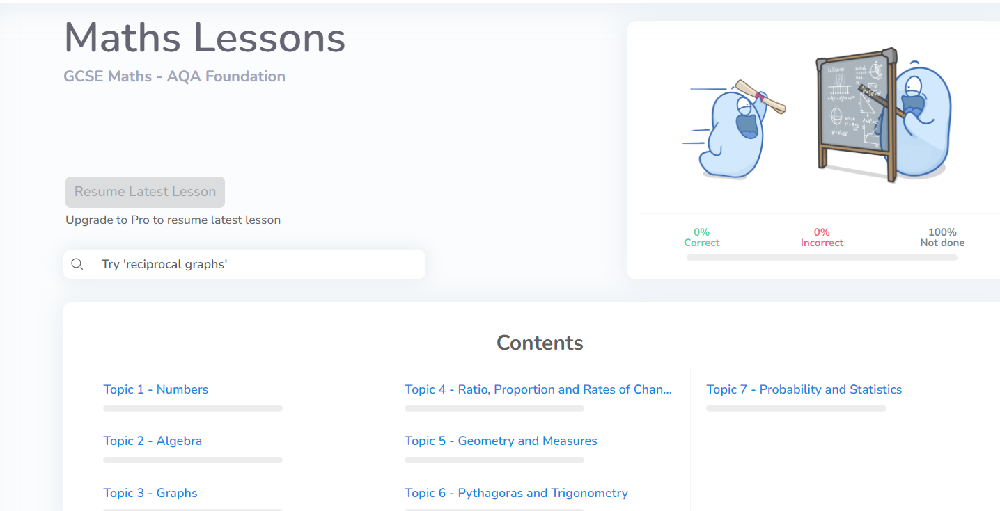 Maths Lessons
GCSE Maths - AQA Foundation
Resume Latest Lesson
Upgrade to Pro to resume latest lesson
Try 'reciprocal graphs'
0%
Correct
0%
Incorrect
100%
Not done
Contents
Topic 1 - Numbers
Topic 2 - Algebra
Topic 3 - Graphs
Topic 4 - Ratio, Proportion and Rates of Chan...
Topic 5 - Geometry and Measures
Topic 6 - Pythagoras and Trigonometry
Topic 7 - Probability and Statistics